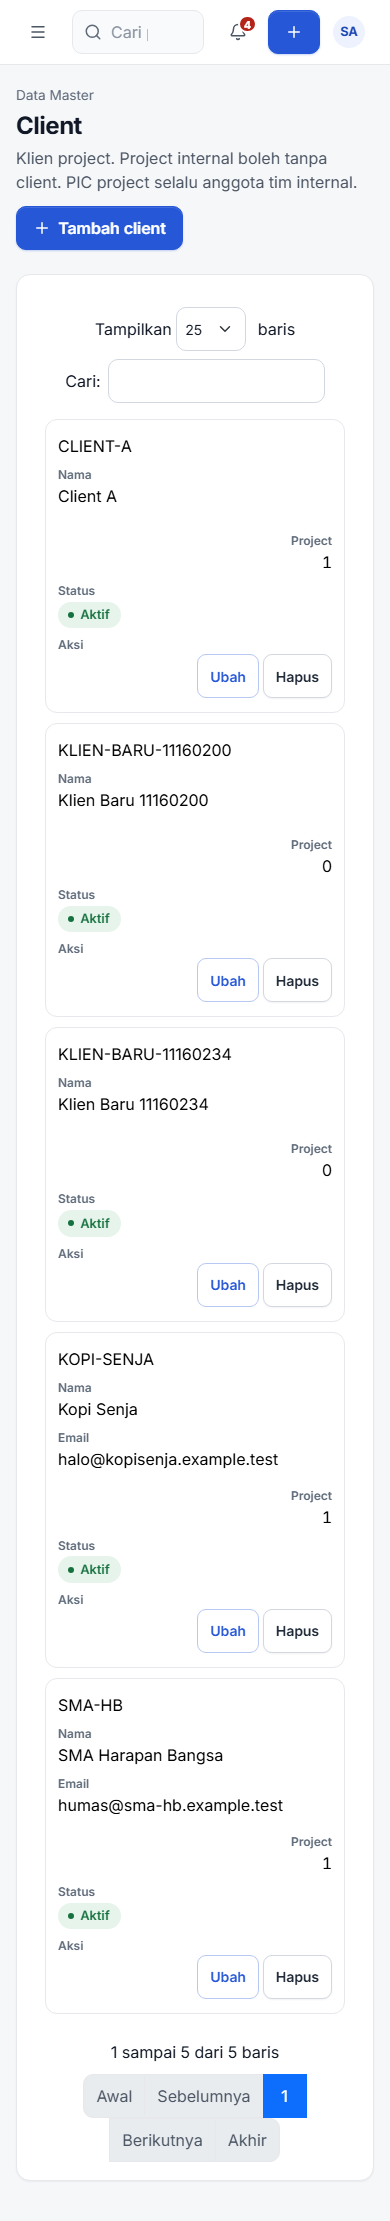 Cari
4
SA
Data Master
Client
Klien project. Project internal boleh tanpa
client. PIC project selalu anggota tim internal.
Tambah client
Tampilkan 25 baris
Cari:
CLIENT-A
Nama
Client A
Project
1
Status
Aktif
Aksi
Ubah Hapus
KLIEN-BARU-11160200
Nama
Klien Baru 11160200
Project
0
Status
Aktif
Aksi
Ubah Hapus
KLIEN-BARU-11160234
Nama
Klien Baru 11160234
Project
0
Status
Aktif
Aksi
Ubah Hapus
KOPI-SENJA
Nama
Kopi Senja
Email
halo@kopisenja.example.test
Project
1
Status
Aktif
Aksi
Ubah Hapus
SMA-HB
Nama
SMA Harapan Bangsa
Email
humas@sma-hb.example.test
Project
1
Status
Aktif
Aksi
Ubah Hapus
1 sampai 5 dari 5 baris
Awal Sebelumnya 1
Berikutnya Akhir